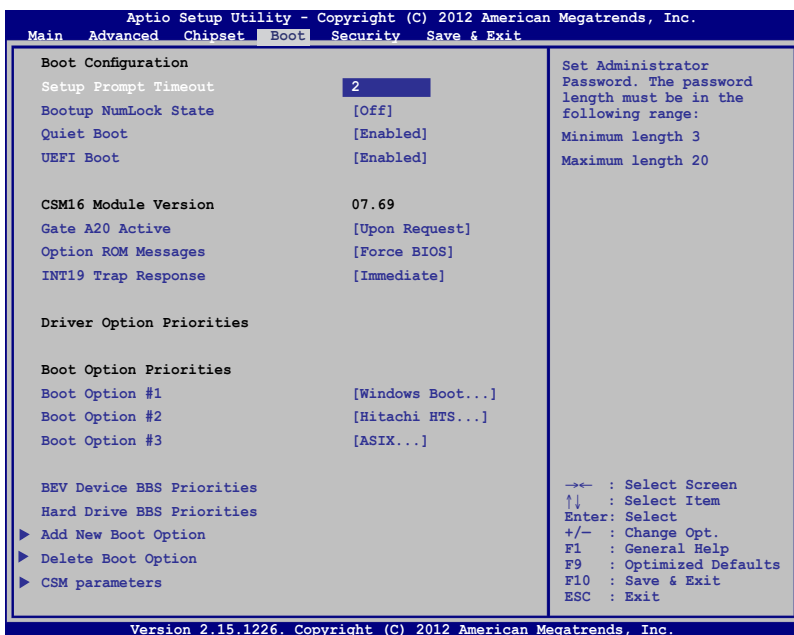 Aptio Setup Utility - Copyright (C) 2012 American Megatrends, Inc.
Main Advanced Chipset Boot Security Save & Exit
Boot Configuration
Setup Prompt Timeout 2
Bootup NumLock State [Off]
Quiet Boot [Enabled]
UEFI Boot [Enabled]
CSM16 Module Version 07.69
Gate A20 Active [Upon Request]
Option ROM Messages [Force BIOS]
INT19 Trap Response [Immediate]
Driver Option Priorities
Boot Option Priorities
Boot Option #1 [Windows Boot...]
Boot Option #2 [Hitachi HTS...]
Boot Option #3 [ASIX...]
BEV Device BBS Priorities
Hard Drive BBS Priorities
▶ Add New Boot Option
▶ Delete Boot Option
▶ CSM parameters
Set Administrator
Password. The password
length must be in the
following range:
Minimum length 3
Maximum length 20
→← : Select Screen
↑↓ : Select Item
Enter: Select
+/— : Change Opt.
F1 : General Help
F9 : Optimized Defaults
F10 : Save & Exit
ESC : Exit
Version 2.15.1226. Copyright (C) 2012 American Megatrends, Inc.